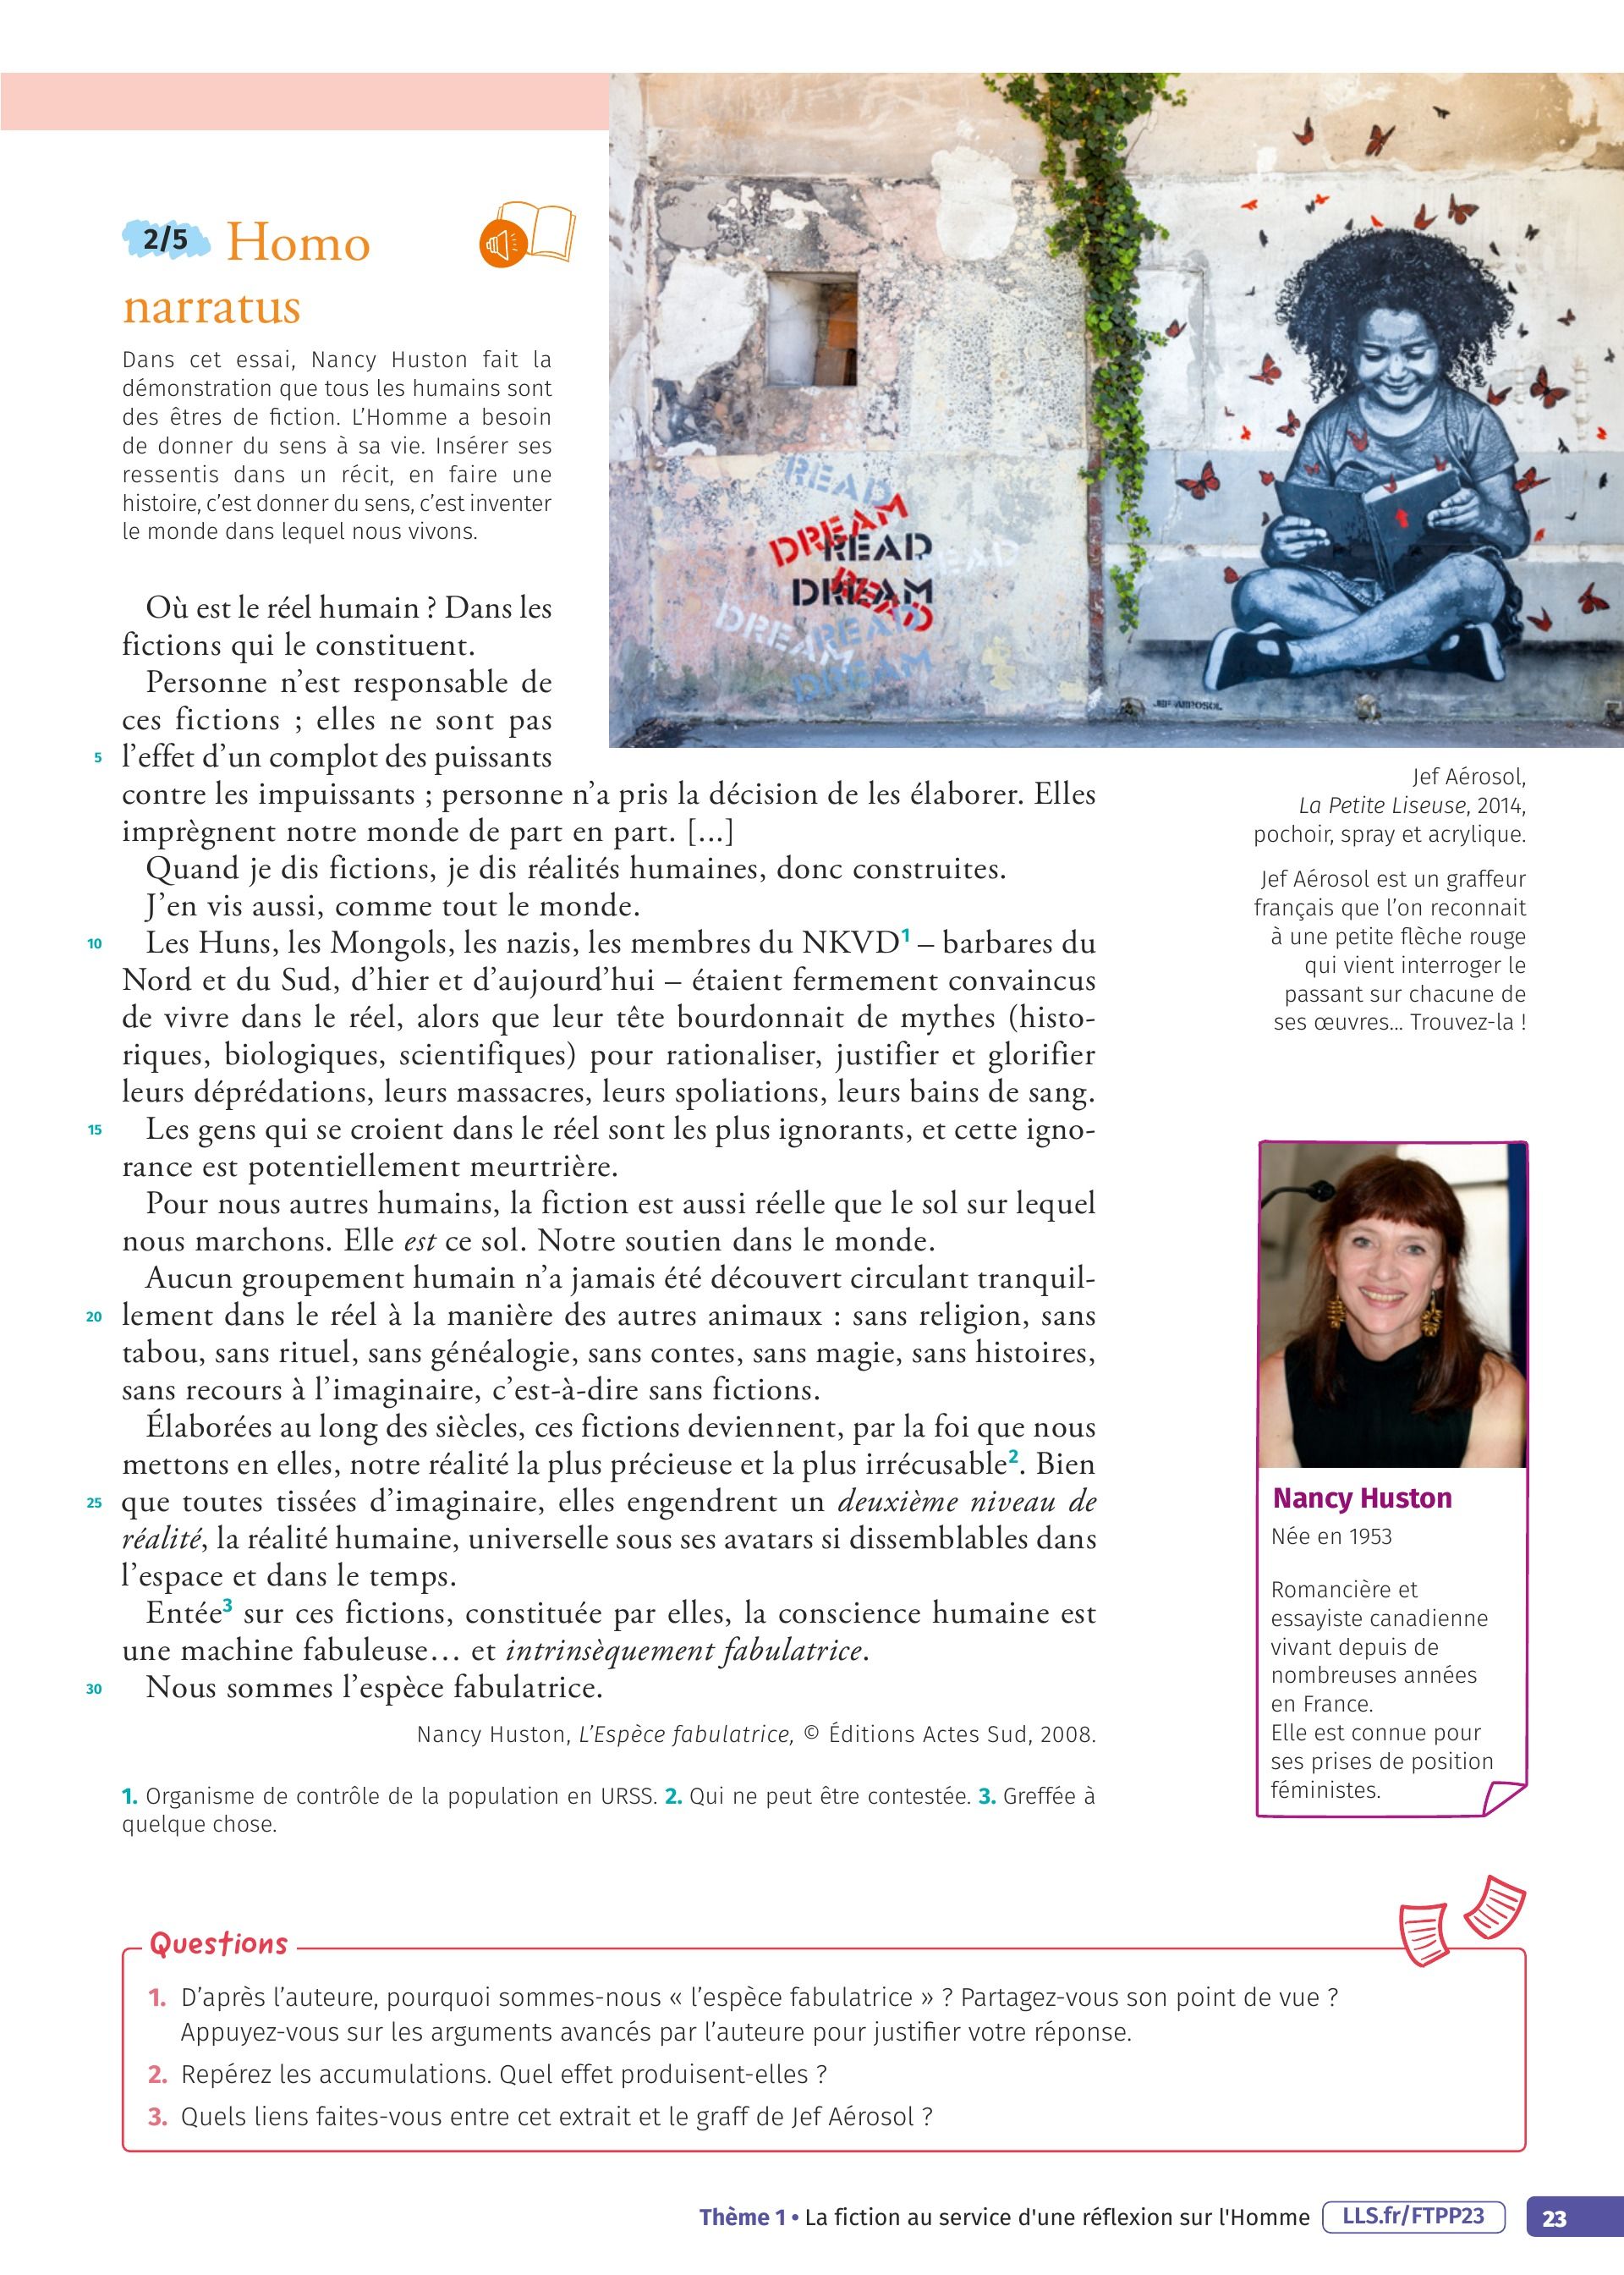 2/5 Homo
narratus
Dans cet essai, Nancy Huston fait la
démonstration que tous les humains sont
des êtres de fiction. L’Homme a besoin
de donner du sens à sa vie. Insérer ses
ressentis dans un récit, en faire une
histoire, c’est donner du sens, c’est inventer
le monde dans lequel nous vivons.
READ
DREAM
READ
READ
DREAM
READ
DREAM
READ
DREAM
JEF AÉROSOL
Où est le réel humain ? Dans les
fictions qui le constituent.
Personne n’est responsable de
ces fictions ; elles ne sont pas
5 l’effet d’un complot des puissants
contre les impuissants ; personne n’a pris la décision de les élaborer. Elles
imprègnent notre monde de part en part. [...]
Quand je dis fictions, je dis réalités humaines, donc construites.
J’en vis aussi, comme tout le monde.
10 Les Huns, les Mongols, les nazis, les membres du NKVD1 – barbares du
Nord et du Sud, d’hier et d’aujourd’hui – étaient fermement convaincus
de vivre dans le réel, alors que leur tête bourdonnait de mythes (histo-
riques, biologiques, scientifiques) pour rationaliser, justifier et glorifier
leurs déprédations, leurs massacres, leurs spoliations, leurs bains de sang.
15 Les gens qui se croient dans le réel sont les plus ignorants, et cette igno-
rance est potentiellement meurtrière.
Pour nous autres humains, la fiction est aussi réelle que le sol sur lequel
nous marchons. Elle est ce sol. Notre soutien dans le monde.
Aucun groupement humain n’a jamais été découvert circulant tranquil-
20 lement dans le réel à la manière des autres animaux : sans religion, sans
tabou, sans rituel, sans généalogie, sans contes, sans magie, sans histoires,
sans recours à l’imaginaire, c’est-à-dire sans fictions.
Élaborées au long des siècles, ces fictions deviennent, par la foi que nous
mettons en elles, notre réalité la plus précieuse et la plus irrécusable2. Bien
25 que toutes tissées d’imaginaire, elles engendrent un deuxième niveau de
réalité, la réalité humaine, universelle sous ses avatars si dissemblables dans
l’espace et dans le temps.
Entée3 sur ces fictions, constituée par elles, la conscience humaine est
une machine fabuleuse… et intrinsèquement fabulatrice.
30 Nous sommes l’espèce fabulatrice.
Nancy Huston, L’Espèce fabulatrice, © Éditions Actes Sud, 2008.
1. Organisme de contrôle de la population en URSS. 2. Qui ne peut être contestée. 3. Greffée à
quelque chose.
Jef Aérosol,
La Petite Liseuse, 2014,
pochoir, spray et acrylique.
Jef Aérosol est un graffeur
français que l’on reconnait
à une petite flèche rouge
qui vient interroger le
passant sur chacune de
ses œuvres... Trouvez-la !
Nancy Huston
Née en 1953
Romancière et
essayiste canadienne
vivant depuis de
nombreuses années
en France.
Elle est connue pour
ses prises de position
féministes.
Questions
1. D’après l’auteure, pourquoi sommes-nous « l’espèce fabulatrice » ? Partagez-vous son point de vue ?
Appuyez-vous sur les arguments avancés par l’auteure pour justifier votre réponse.
2. Repérez les accumulations. Quel effet produisent-elles ?
3. Quels liens faites-vous entre cet extrait et le graff de Jef Aérosol ?
Thème 1 • La fiction au service d'une réflexion sur l'Homme LLS.fr/FTPP23 23